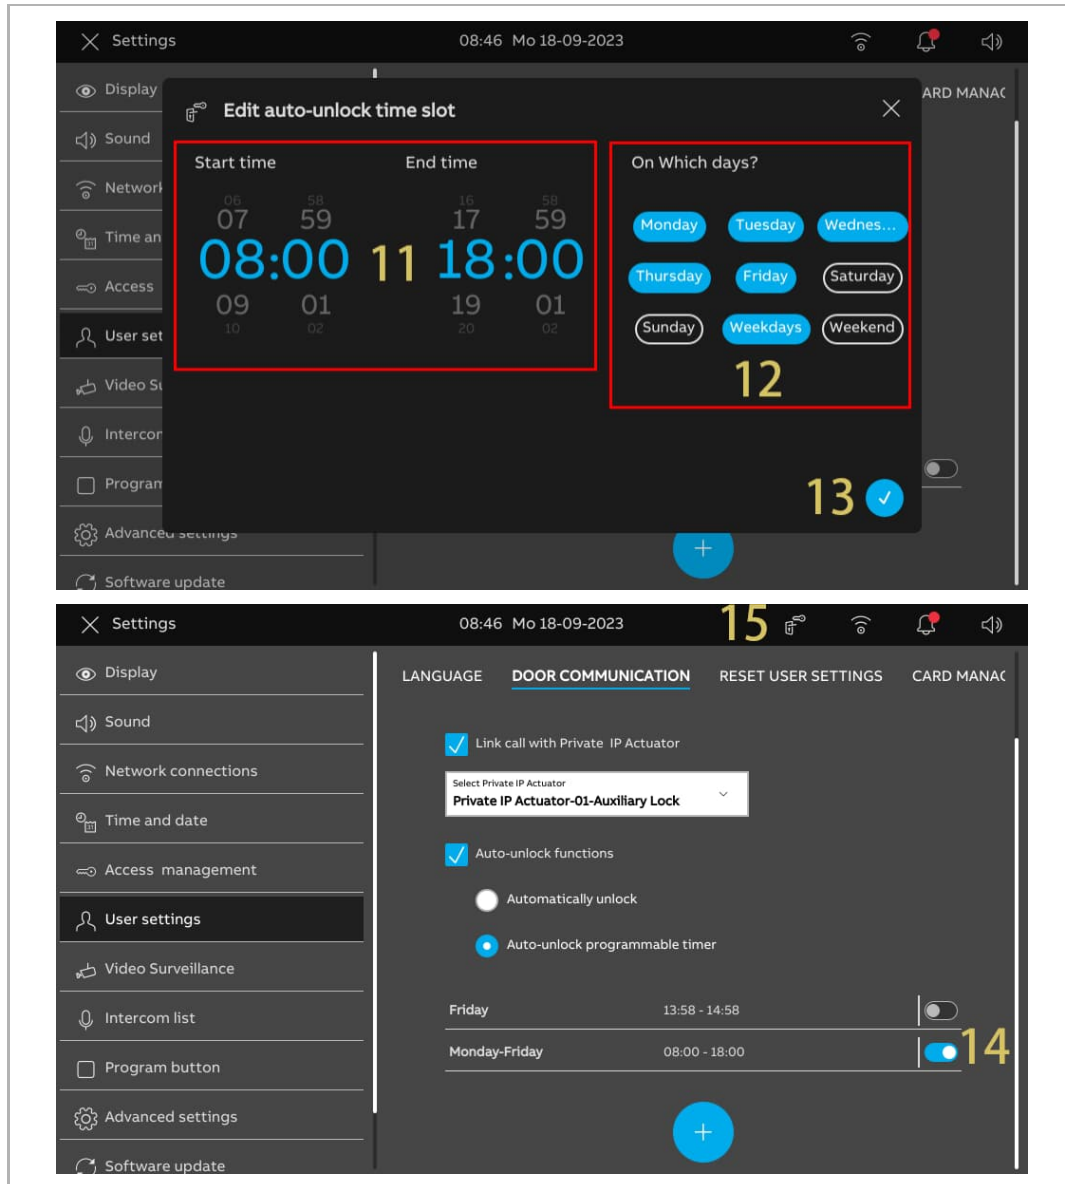 Settings
08:46 Mo 18-09-2023
Display
ARD MANAC
Edit auto-unlock time slot
Sound
Start time
End time
On Which days?
Network
06 58 16 58
07 59 17 59
Monday Tuesday Wednes...
Time an
08:00 11 18:00
Thursday Friday Saturday
Access
09 01 19 01
10 02 20 02
Sunday Weekdays Weekend
User set
12
Video Su
Intercor
Program
13
Advanced settings
+
Software update
Settings
08:46 Mo 18-09-2023
15
Display
LANGUAGE DOOR COMMUNICATION RESET USER SETTINGS CARD MANAC
Sound
Link call with Private IP Actuator
Network connections
Select Private IP Actuator
Private IP Actuator-01-Auxiliary Lock
Time and date
Auto-unlock functions
Access management
Automatically unlock
User settings
Auto-unlock programmable timer
Video Surveillance
Friday 13:58 - 14:58
Intercom list
Monday-Friday 08:00 - 18:00
14
Program button
Advanced settings
+
Software update